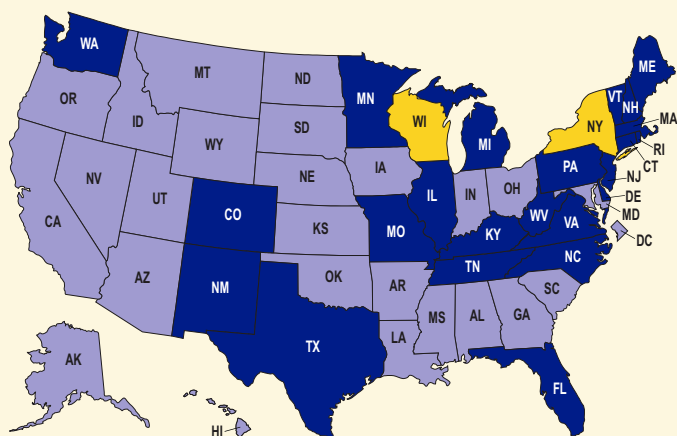 WA
ME
MT
ND
MN
VT
NH
OR
ID
WI
NY
MA
SD
MI
RI
WY
CT
IA
PA
NJ
NE
NV
IL
IN
OH
DE
UT
MD
CO
WV
VA
CA
KS
MO
KY
DC
NC
TN
OK
AZ
NM
AR
SC
MS
AL
GA
LA
TX
AK
FL
HI